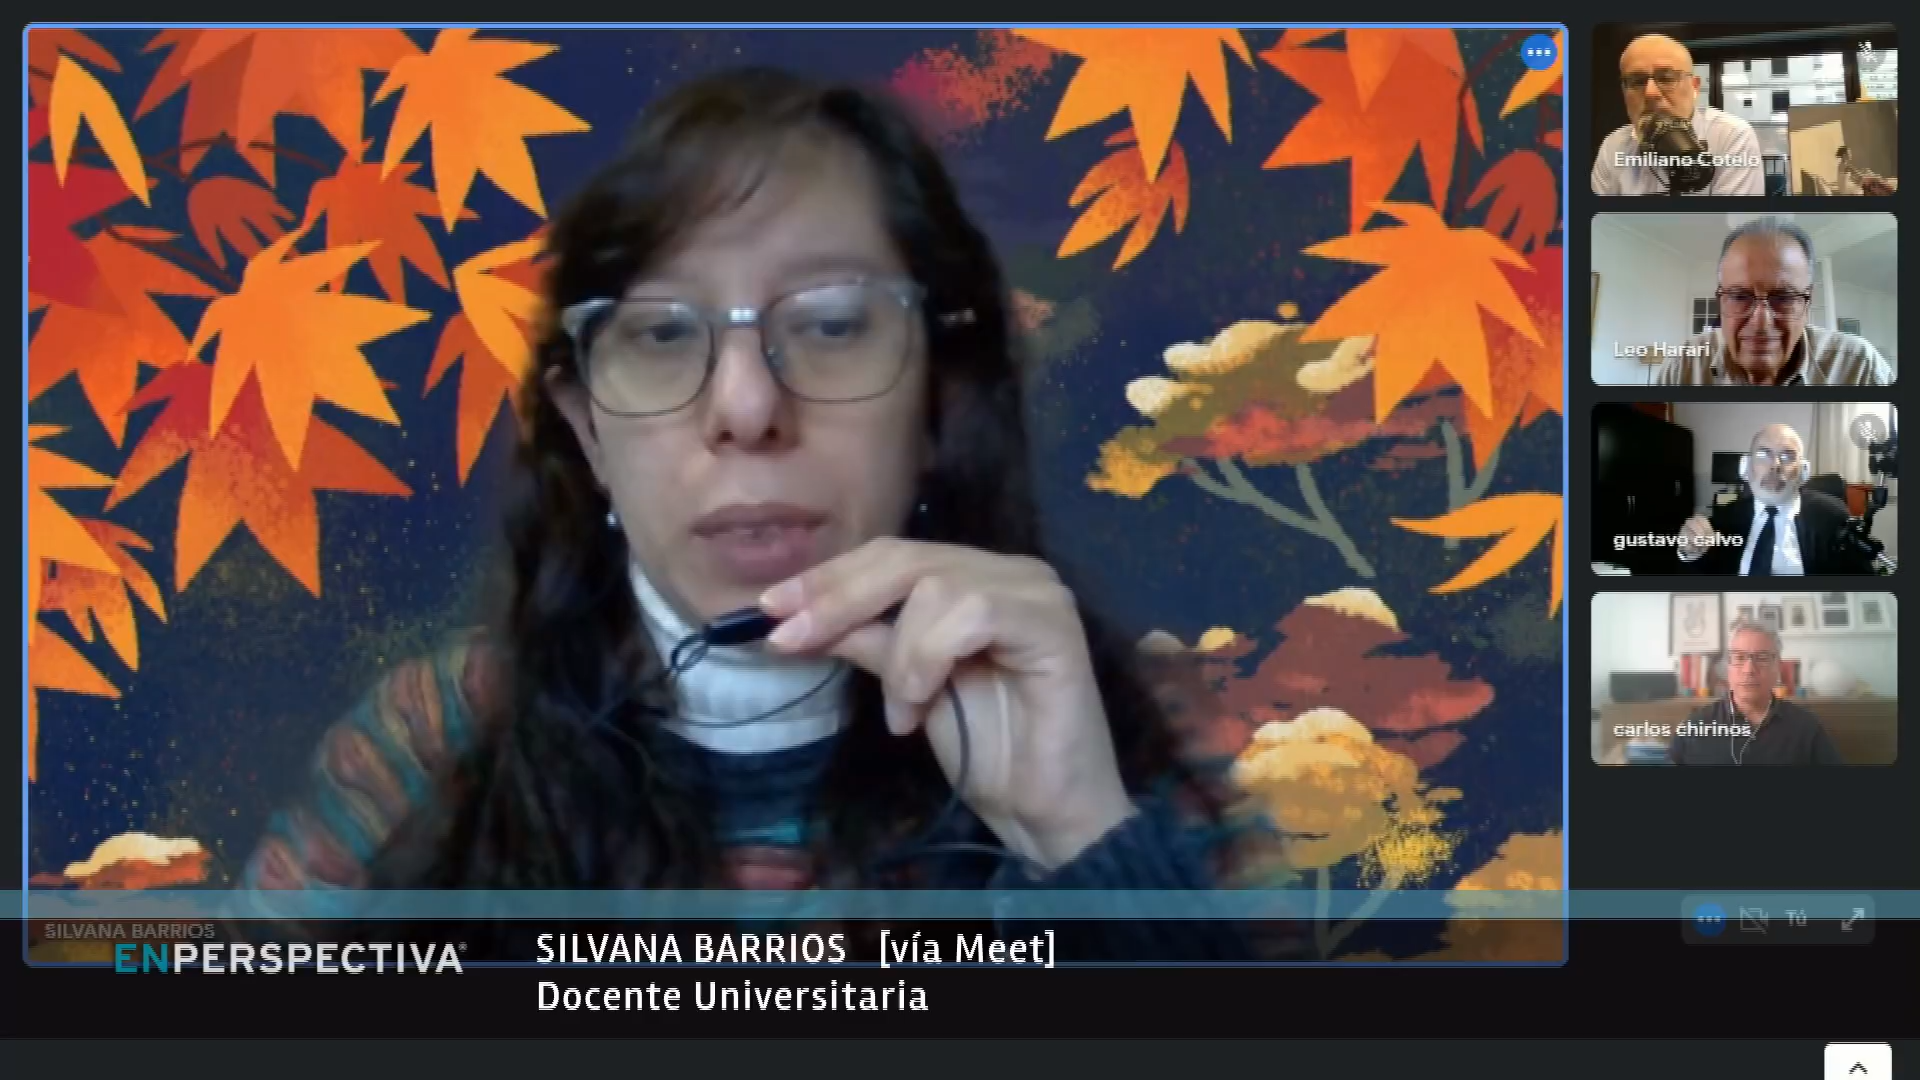 Emiliano Cotelo
Leo Harari
gustavo calvo
carlos chirinos
Tú
SILVANA BARRIOS
ENPERSPECTIVA®
SILVANA BARRIOS [vía Meet]
Docente Universitaria